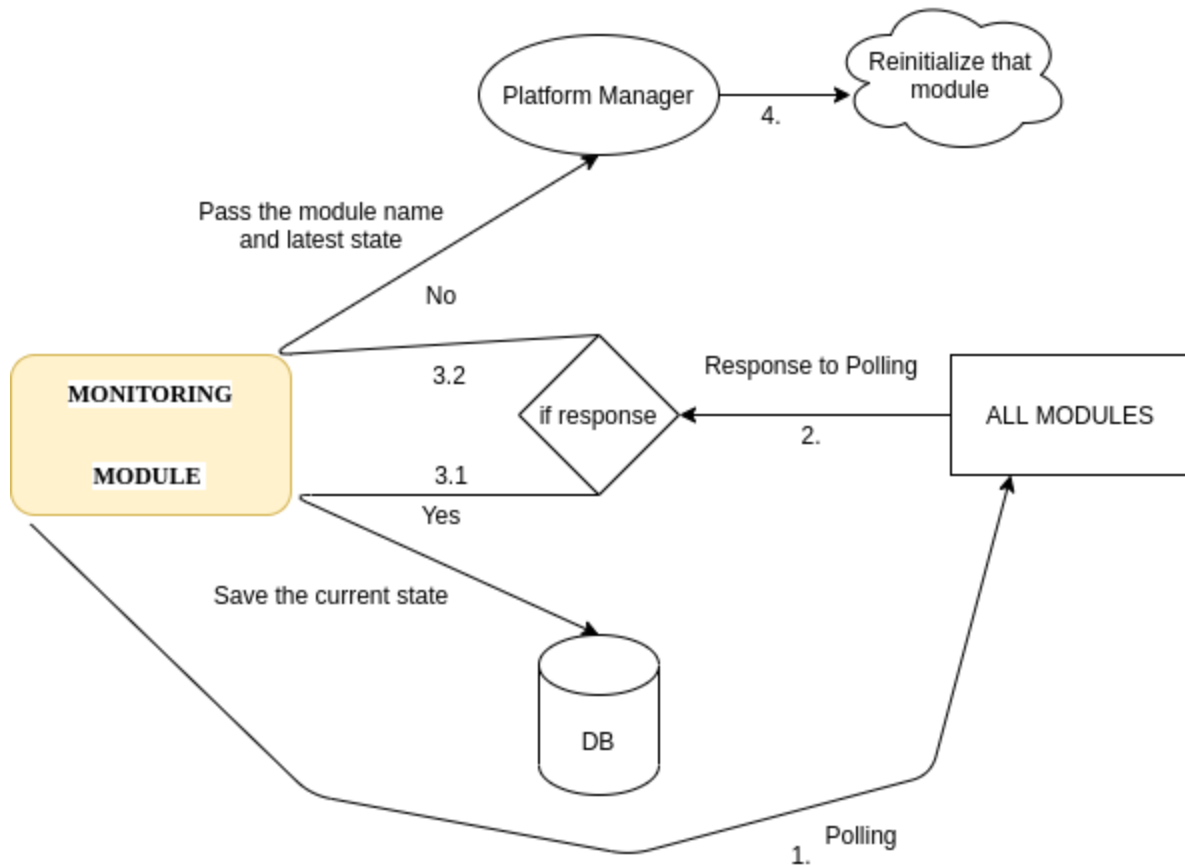 Platform Manager
Reinitialize that
module
4.
Pass the module name
and latest state
No
3.2
MONITORING
MODULE
if response
Response to Polling
2.
ALL MODULES
3.1
Yes
Save the current state
DB
Polling
1.